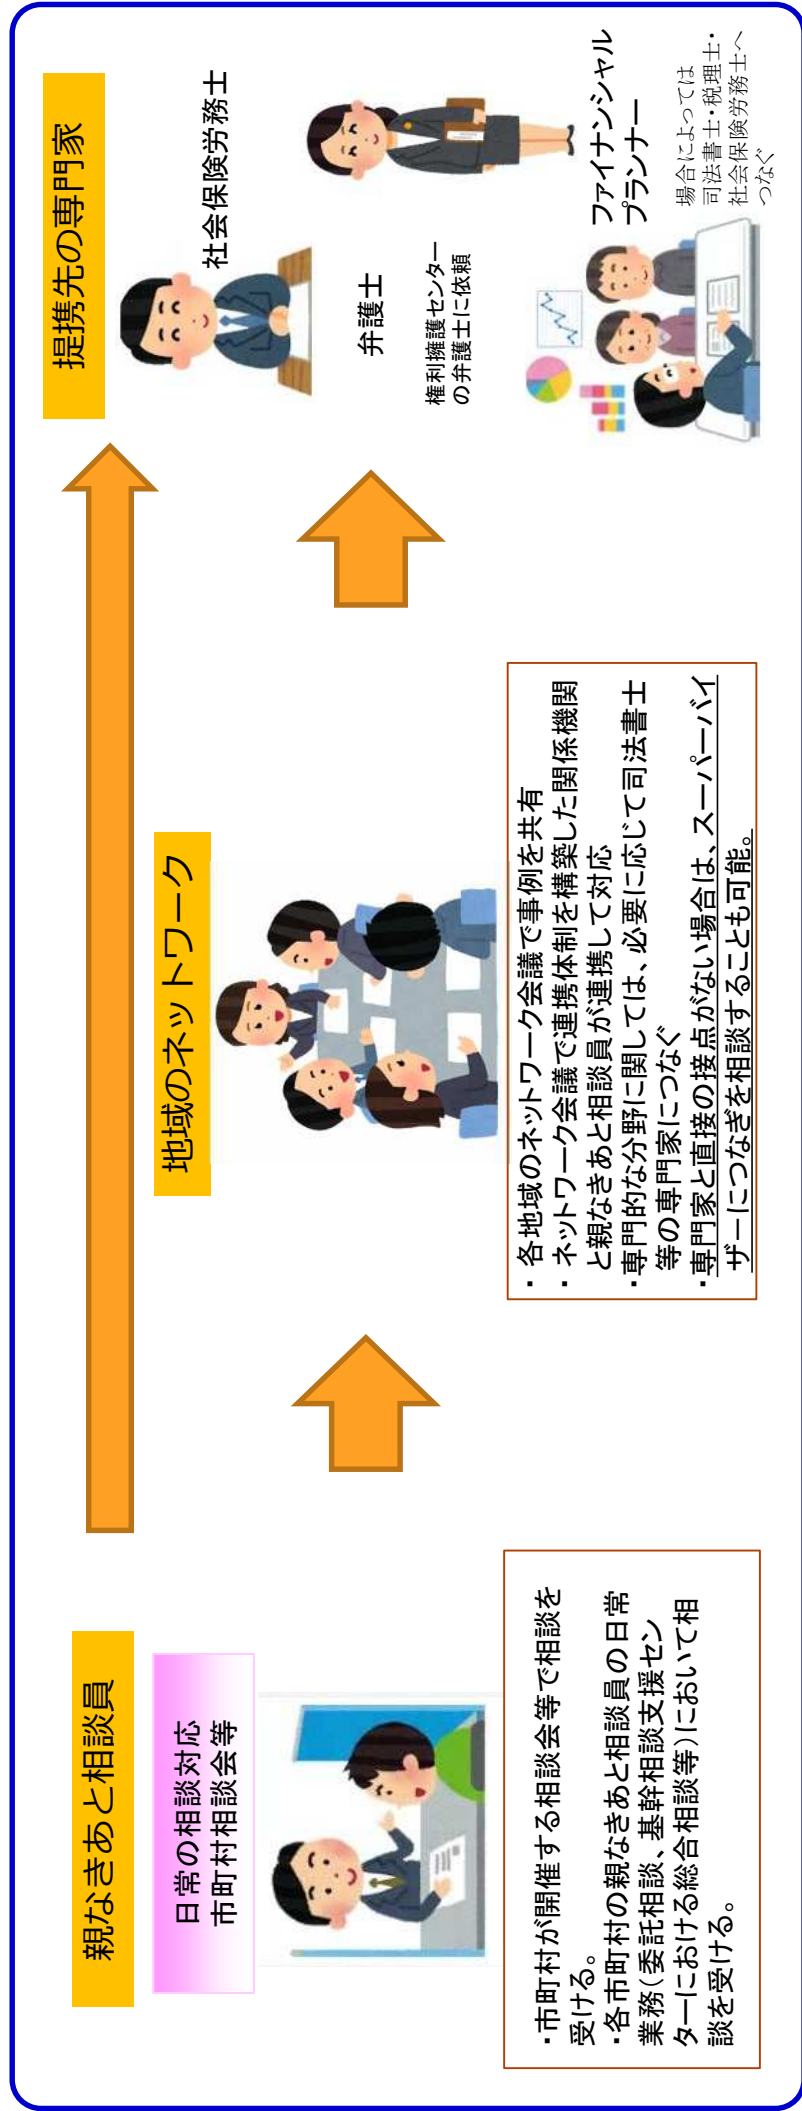 親なきあと相談員
日常の相談対応
市町村相談会等
・市町村が開催する相談会等で相談を
受ける。
・各市町村の親なきあと相談員の日常
業務(委託相談、基幹相談支援セン
ターにおける総合相談等)において相
談を受ける。
地域のネットワーク
・各地域のネットワーク会議で事例を共有
・ネットワーク会議で連携体制を構築した関係機関
と親なきあと相談員が連携して対応
・専門的な分野に関しては、必要に応じて司法書士
等の専門家につなぐ
・専門家と直接の接点がない場合は、スーパーバイ
ザーにつなぎを相談することも可能。
提携先の専門家
社会保険労務士
弁護士
権利擁護センター
の弁護士に依頼
ファイナンシャル
プランナー
場合によっては
司法書士・税理士・
社会保険労務士へ
つなぐ